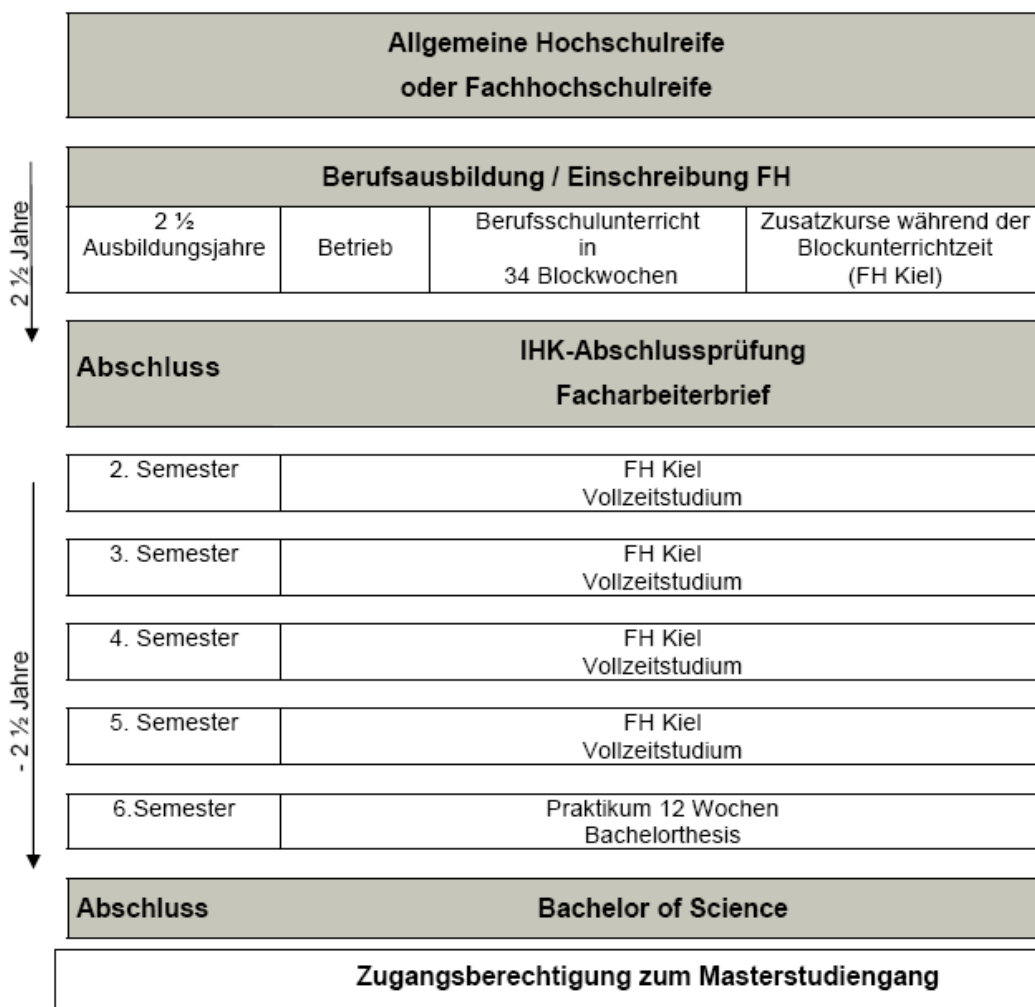 Allgemeine Hochschulreife
oder Fachhochschulreife
2 ½ Jahre
Berufsausbildung / Einschreibung FH
2 ½
Ausbildungsjahre
Betrieb
Berufsschulunterricht
in
34 Blockwochen
Zusatzkurse während der
Blockunterrichtzeit
(FH Kiel)
Abschluss
IHK-Abschlussprüfung
Facharbeiterbrief
- 2 ½ Jahre
2. Semester
FH Kiel
Vollzeitstudium
3. Semester
FH Kiel
Vollzeitstudium
4. Semester
FH Kiel
Vollzeitstudium
5. Semester
FH Kiel
Vollzeitstudium
6.Semester
Praktikum 12 Wochen
Bachelorthesis
Abschluss
Bachelor of Science
Zugangsberechtigung zum Masterstudiengang